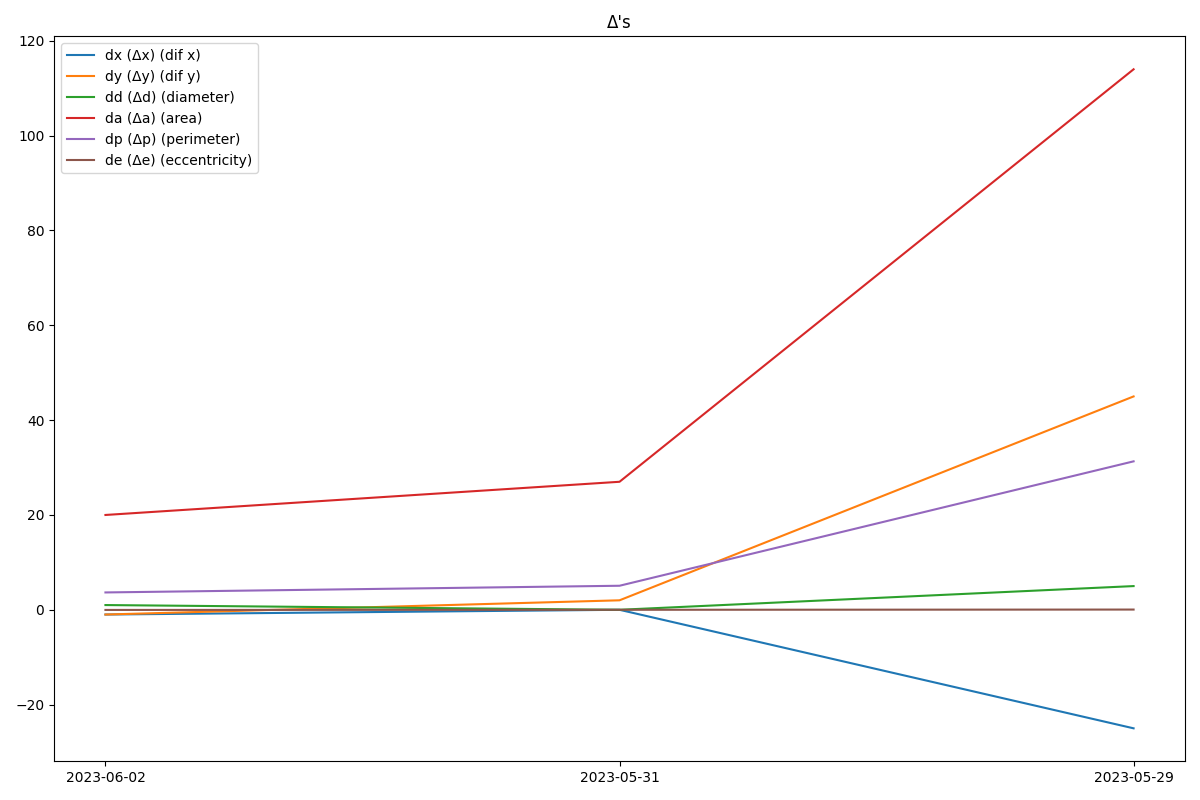 Δ's
120
100
80
60
40
20
0
−20
dx (Δx) (dif x)
dy (Δy) (dif y)
dd (Δd) (diameter)
da (Δa) (area)
dp (Δp) (perimeter)
de (Δe) (eccentricity)
2023-06-02
2023-05-31
2023-05-29